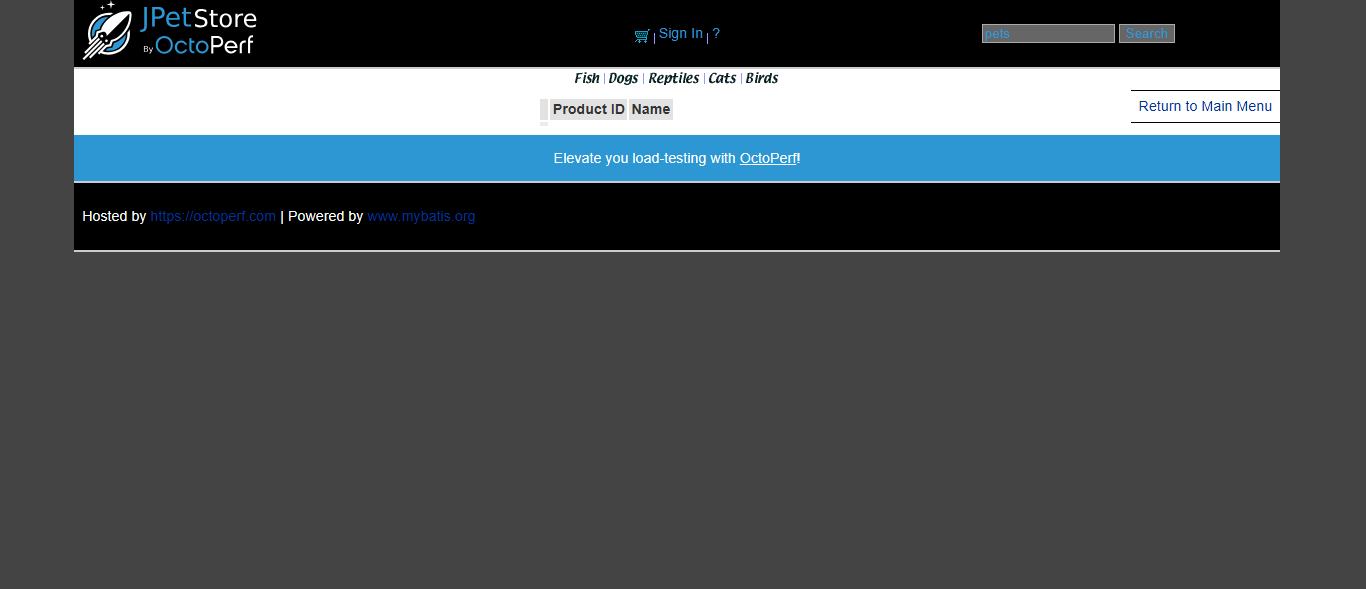 JPetStore
By OctoPerf
Sign In ?
pets Search
Fish Dogs Reptiles Cats Birds
Product ID Name
Return to Main Menu
Elevate you load-testing with OctoPerf!
Hosted by https://octoperf.com | Powered by www.mybatis.org